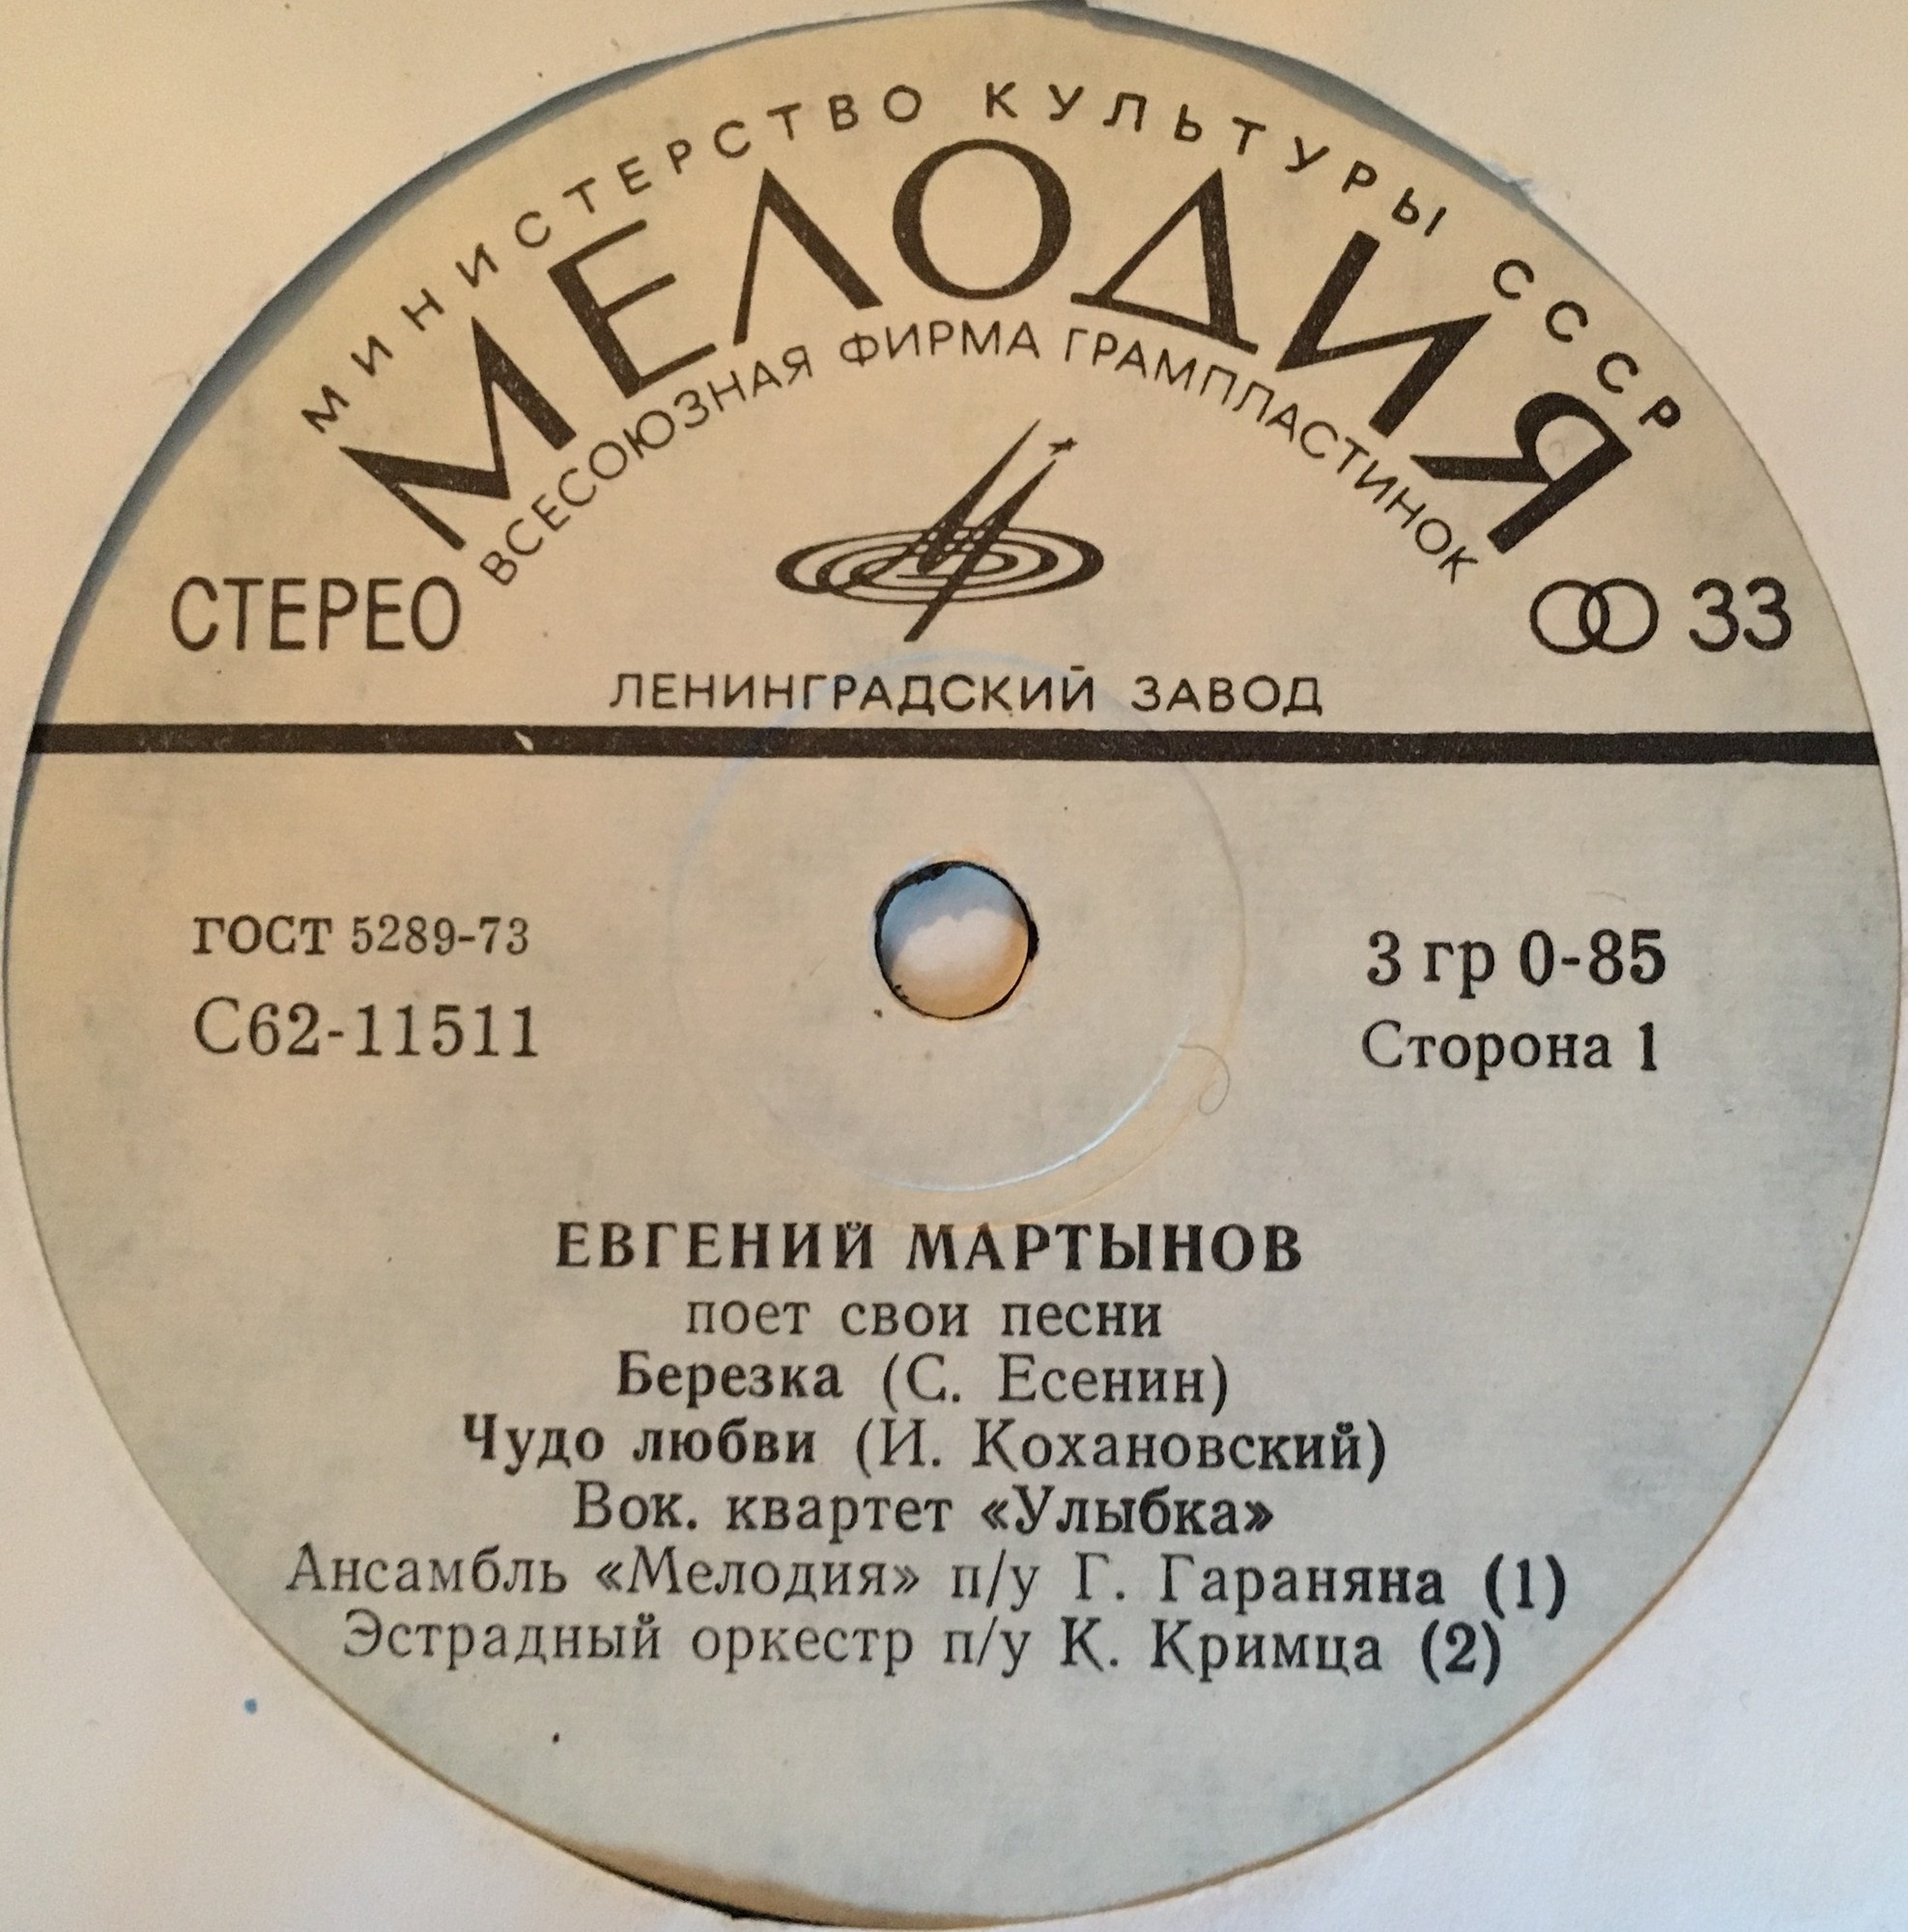 МИНИСТЕРСТВО КУЛЬТУРЫ СССР
МЕЛОДИЯ
ВСЕСОЮЗНАЯ ФИРМА ГРАМПЛАСТИНОК
СТЕРЕО
33
ЛЕНИНГРАДСКИЙ ЗАВОД
ГОСТ 5289-73
С62-11511
3 гр 0-85
Сторона 1
ЕВГЕНИЙ МАРТЫНОВ
поет свои песни
Березка (С. Есенин)
Чудо любви (И. Кохановский)
Вок. квартет «Улыбка»
Ансамбль «Мелодия» п/у Г. Гараняна (1)
Эстрадный оркестр п/у К. Кримца (2)